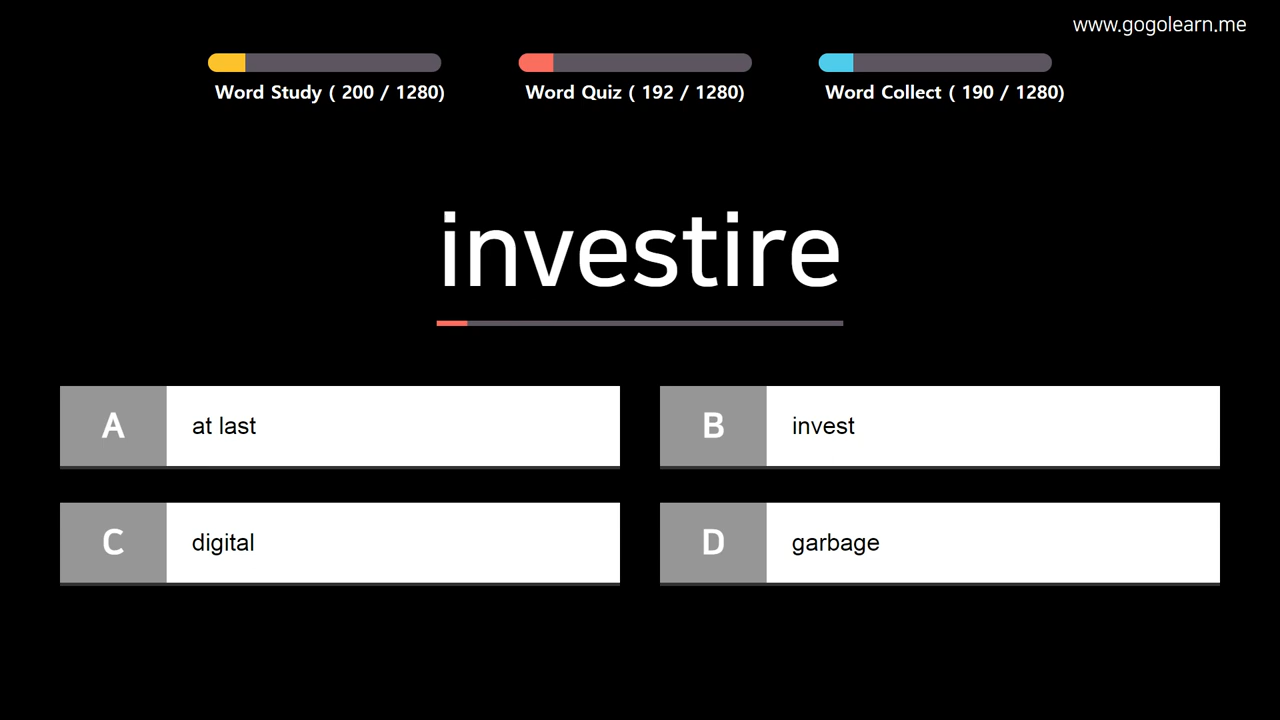 www.gogolearn.me
Word Study ( 200 / 1280)
Word Quiz ( 192 / 1280)
Word Collect ( 190 / 1280)
investire
A at last
B invest
C digital
D garbage